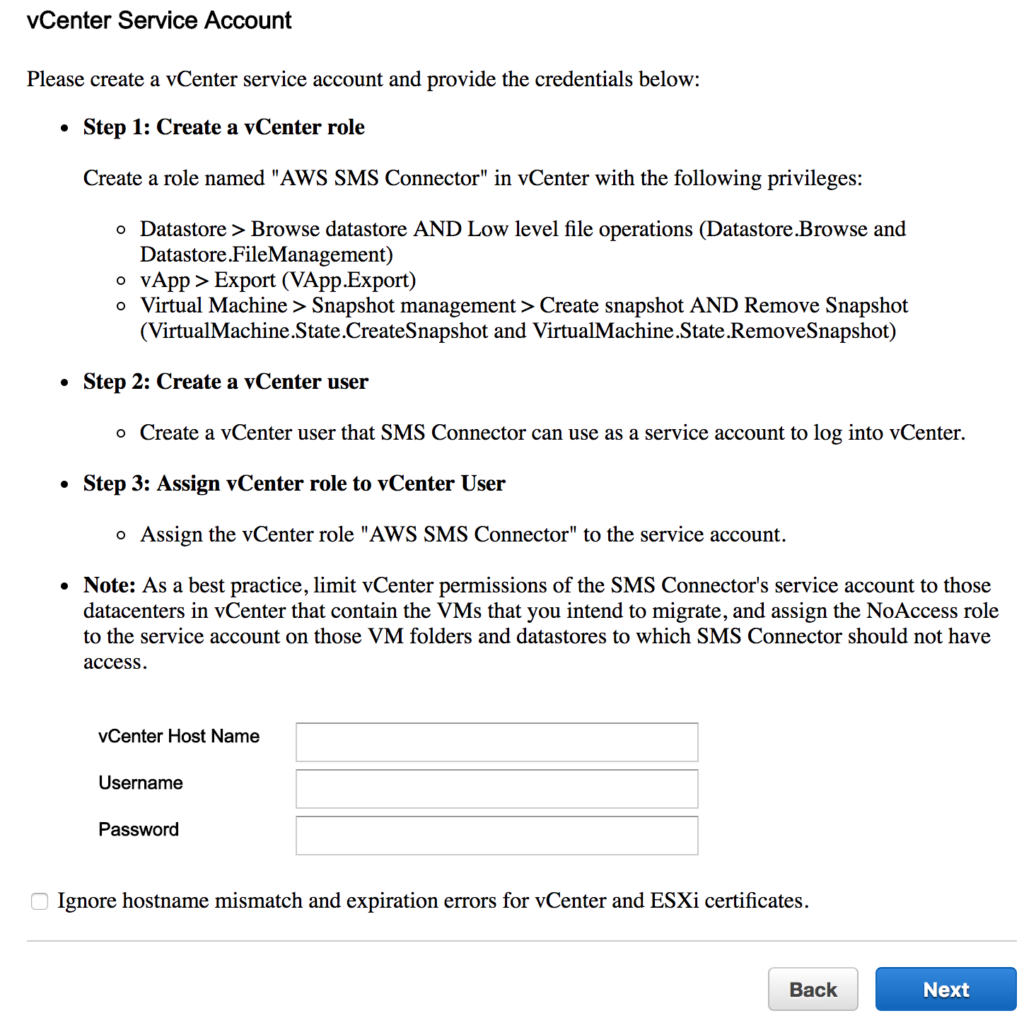 vCenter Service Account
Please create a vCenter service account and provide the credentials below:
Step 1: Create a vCenter role
Create a role named "AWS SMS Connector" in vCenter with the following privileges:
Datastore > Browse datastore AND Low level file operations (Datastore.Browse and
Datastore.FileManagement)
vApp > Export (VApp.Export)
Virtual Machine > Snapshot management > Create snapshot AND Remove Snapshot
(VirtualMachine.State.CreateSnapshot and VirtualMachine.State.RemoveSnapshot)
Step 2: Create a vCenter user
Create a vCenter user that SMS Connector can use as a service account to log into vCenter.
Step 3: Assign vCenter role to vCenter User
Assign the vCenter role "AWS SMS Connector" to the service account.
Note: As a best practice, limit vCenter permissions of the SMS Connector's service account to those
datacenters in vCenter that contain the VMs that you intend to migrate, and assign the NoAccess role
to the service account on those VM folders and datastores to which SMS Connector should not have
access.
vCenter Host Name
Username
Password
Ignore hostname mismatch and expiration errors for vCenter and ESXi certificates.
Back Next